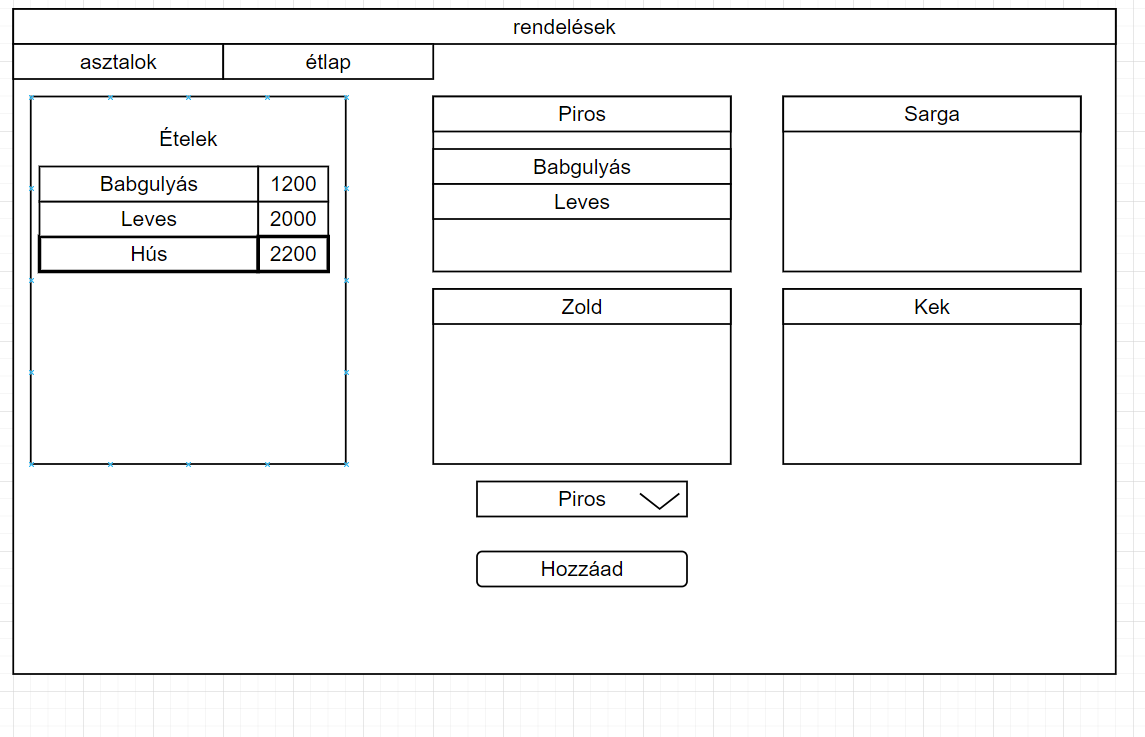 rendelések
asztalok
étlap
Ételek
Babgulyás 1200
Leves 2000
Hús 2200
Piros
Babgulyás
Leves
Sarga
Zold
Kek
Piros
Hozzáad